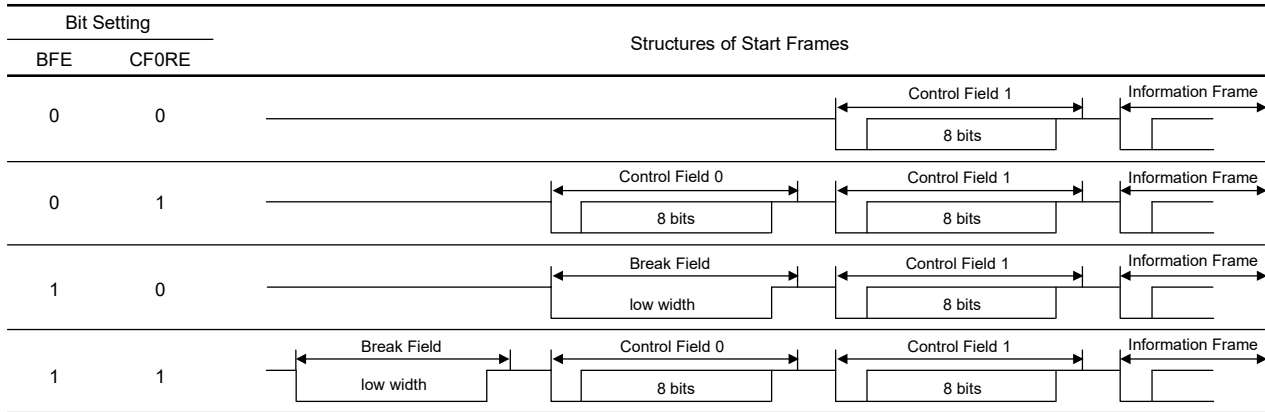 Bit Setting
Structures of Start Frames
BFE CF0RE
Control Field 1 Information Frame
0 0
8 bits
Control Field 0 Control Field 1 Information Frame
0 1
8 bits 8 bits
Break Field Control Field 1 Information Frame
1 0
low width 8 bits
Break Field Control Field 0 Control Field 1 Information Frame
1 1
low width 8 bits 8 bits